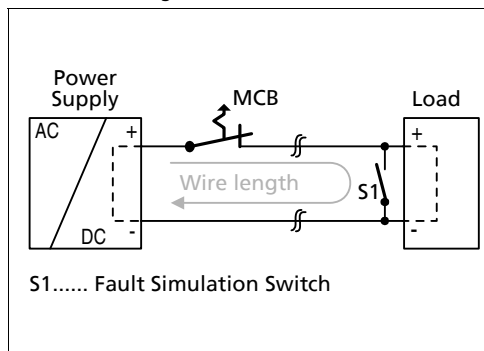 Power
Supply
MCB
Load
AC
+
+
Wire length
S1
DC
-
-
S1...... Fault Simulation Switch